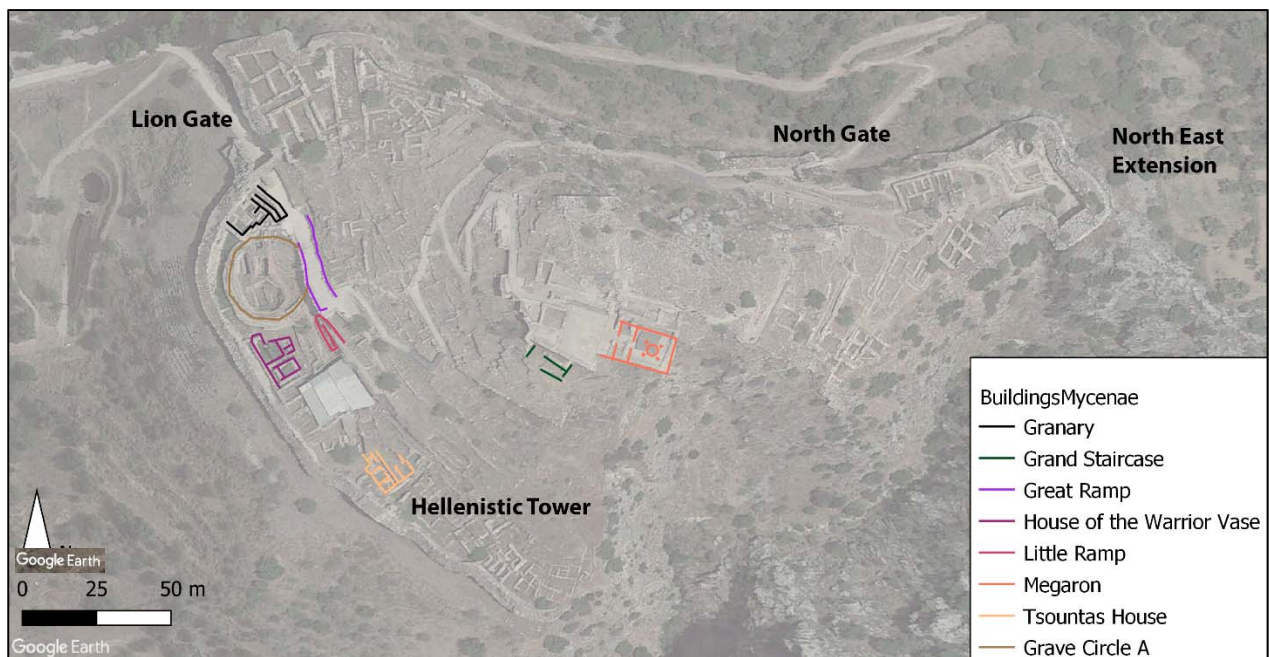 Lion Gate
North Gate
North East
Extension
Hellenistic Tower
BuildingsMycenae
Granary
Grand Staircase
Great Ramp
House of the Warrior Vase
Little Ramp
Megaron
Tsountas House
Grave Circle A
Google Earth
0 25 50 m
Google Earth